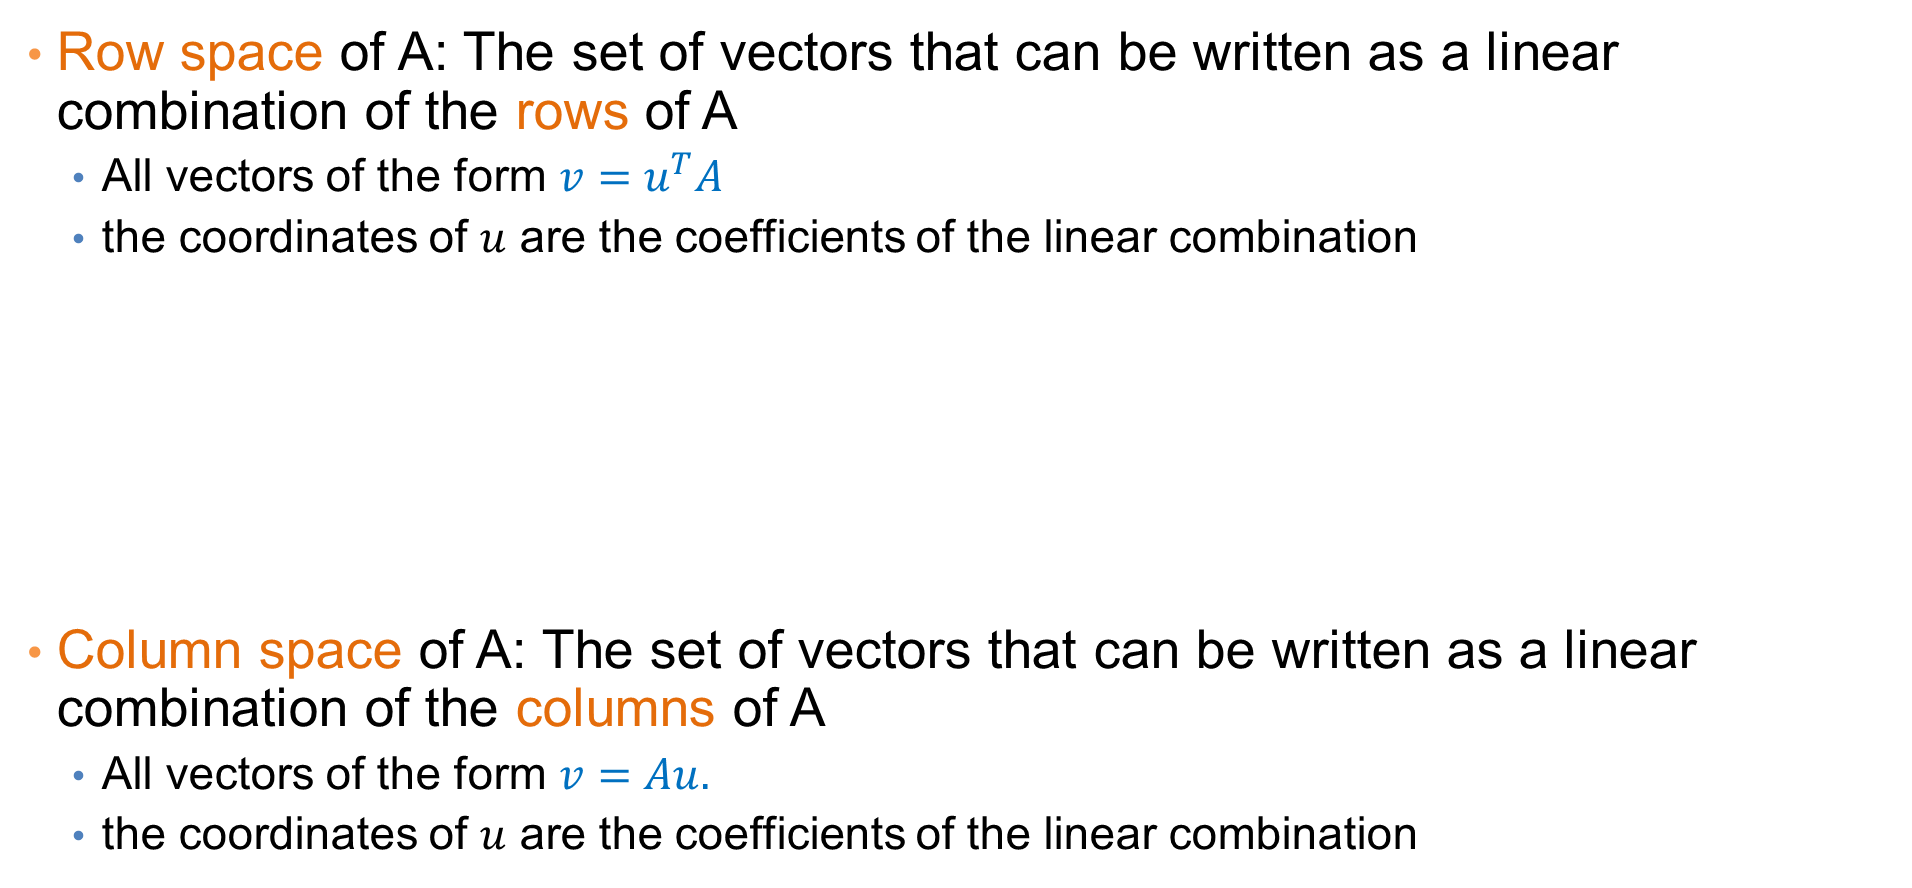 • Row space of A: The set of vectors that can be written as a linear
combination of the rows of A
• All vectors of the form 𝑣 = 𝑢ᵀ𝐴
• the coordinates of 𝑢 are the coefficients of the linear combination
• Column space of A: The set of vectors that can be written as a linear
combination of the columns of A
• All vectors of the form 𝑣 = 𝐴𝑢.
• the coordinates of 𝑢 are the coefficients of the linear combination